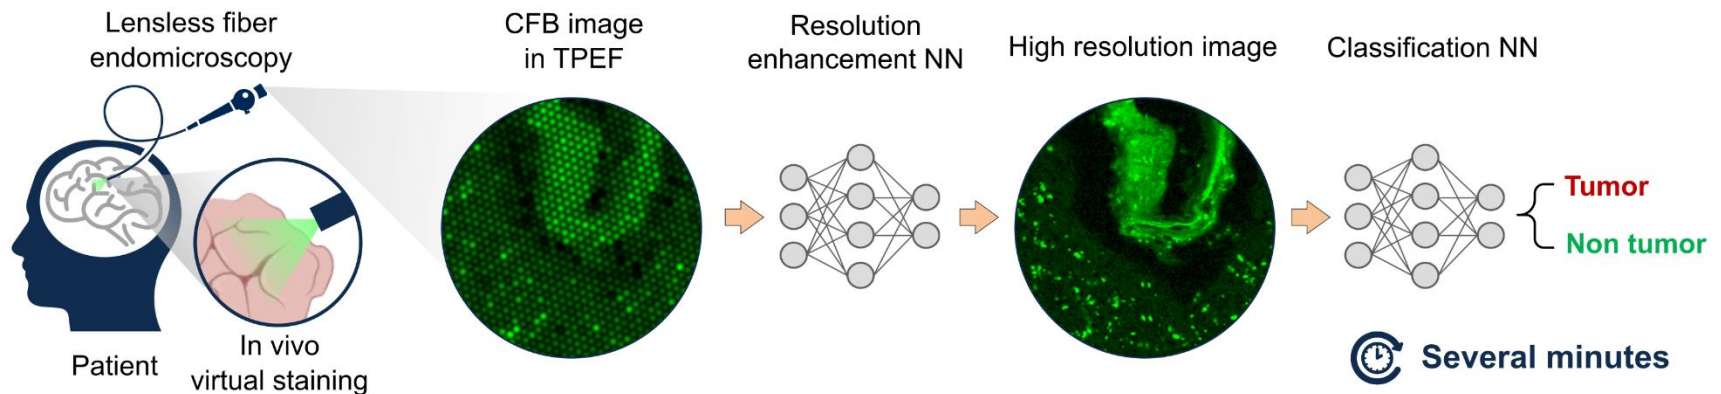 Lensless fiber
endomicroscopy
CFB image
in TPEF
Resolution
enhancement NN
High resolution image
Classification NN
Tumor
Non tumor
Patient
In vivo
virtual staining
Several minutes